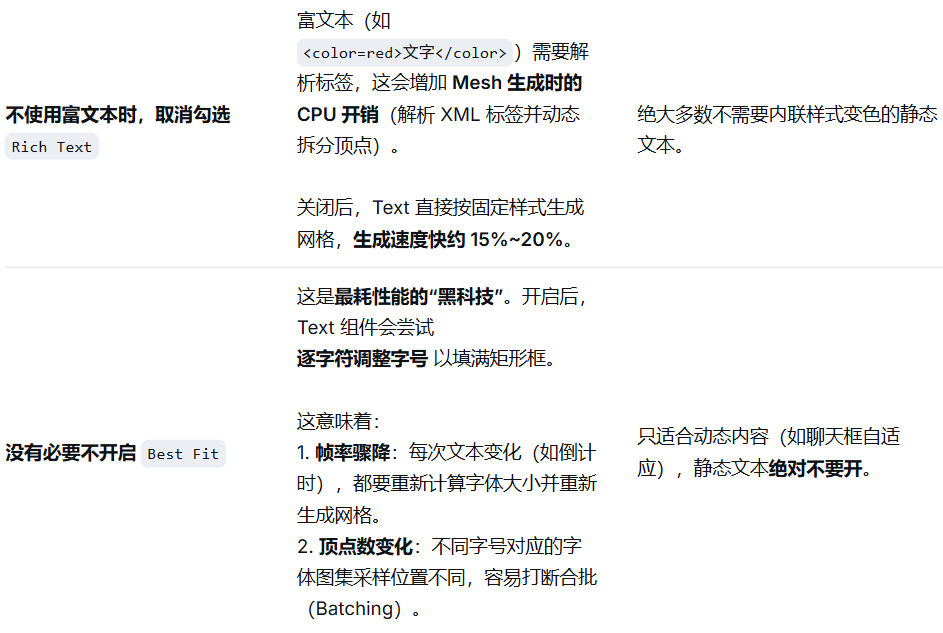 不使用富文本时，取消勾选
Rich Text
富文本（如
<color=red>文字</color>）需要解
析标签，这会增加 Mesh 生成时的
CPU 开销（解析 XML 标签并动态
拆分顶点）。
关闭后，Text 直接按固定样式生成
网格，生成速度快约 15%~20%。
绝大多数不需要内联样式变色的静态
文本。
没有必要不开启 Best Fit
这是最耗性能的“黑科技”。开启后，
Text 组件会尝试
逐字符调整字号 以填满矩形框。
这意味着：
1. 帧率骤降：每次文本变化（如倒计
时），都要重新计算字体大小并重新
生成网格。
2. 顶点数变化：不同字号对应的字
体图集采样位置不同，容易打断合批
（Batching）。
只适合动态内容（如聊天框自适
应），静态文本绝对不要开。